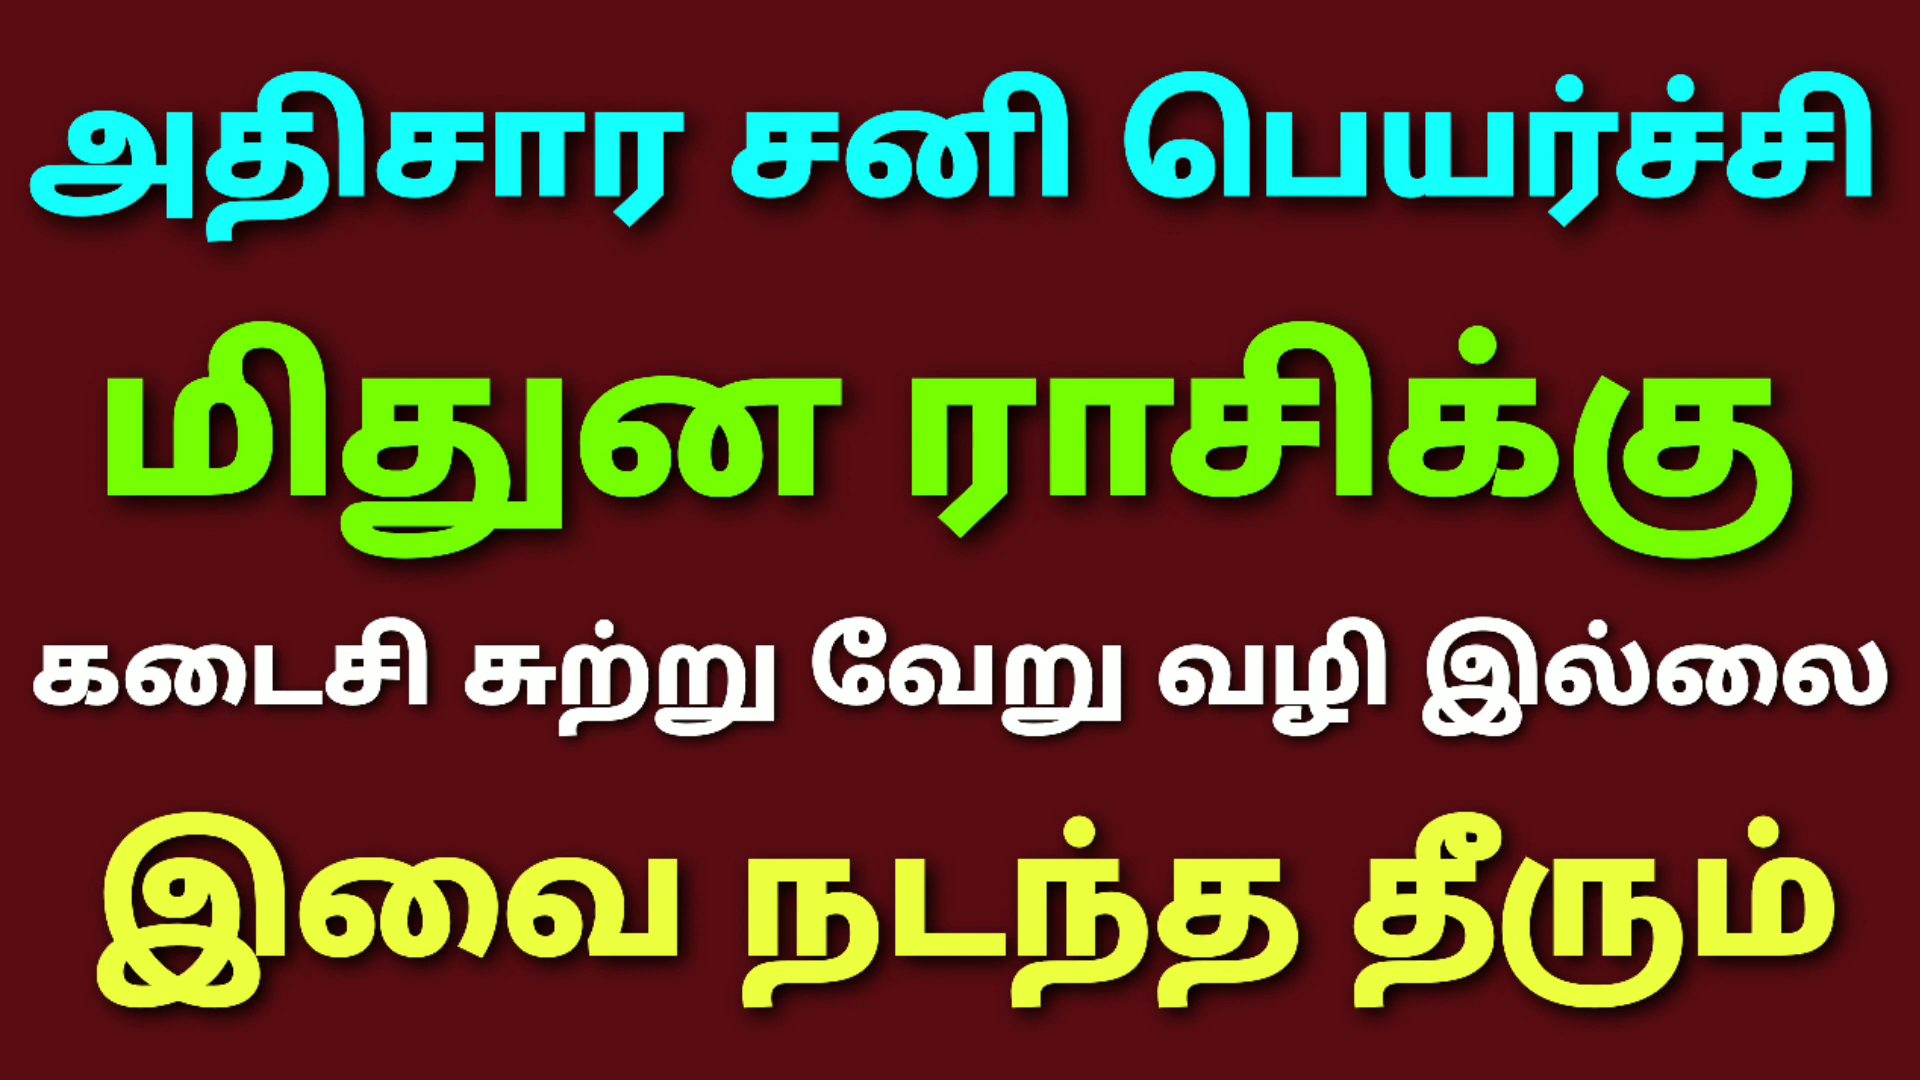 அதிசார சனி பெயர்ச்சி
மிதுன ராசிக்கு
கடைசி சுற்று வேறு வழி இல்லை
இவை நடந்த தீரும்